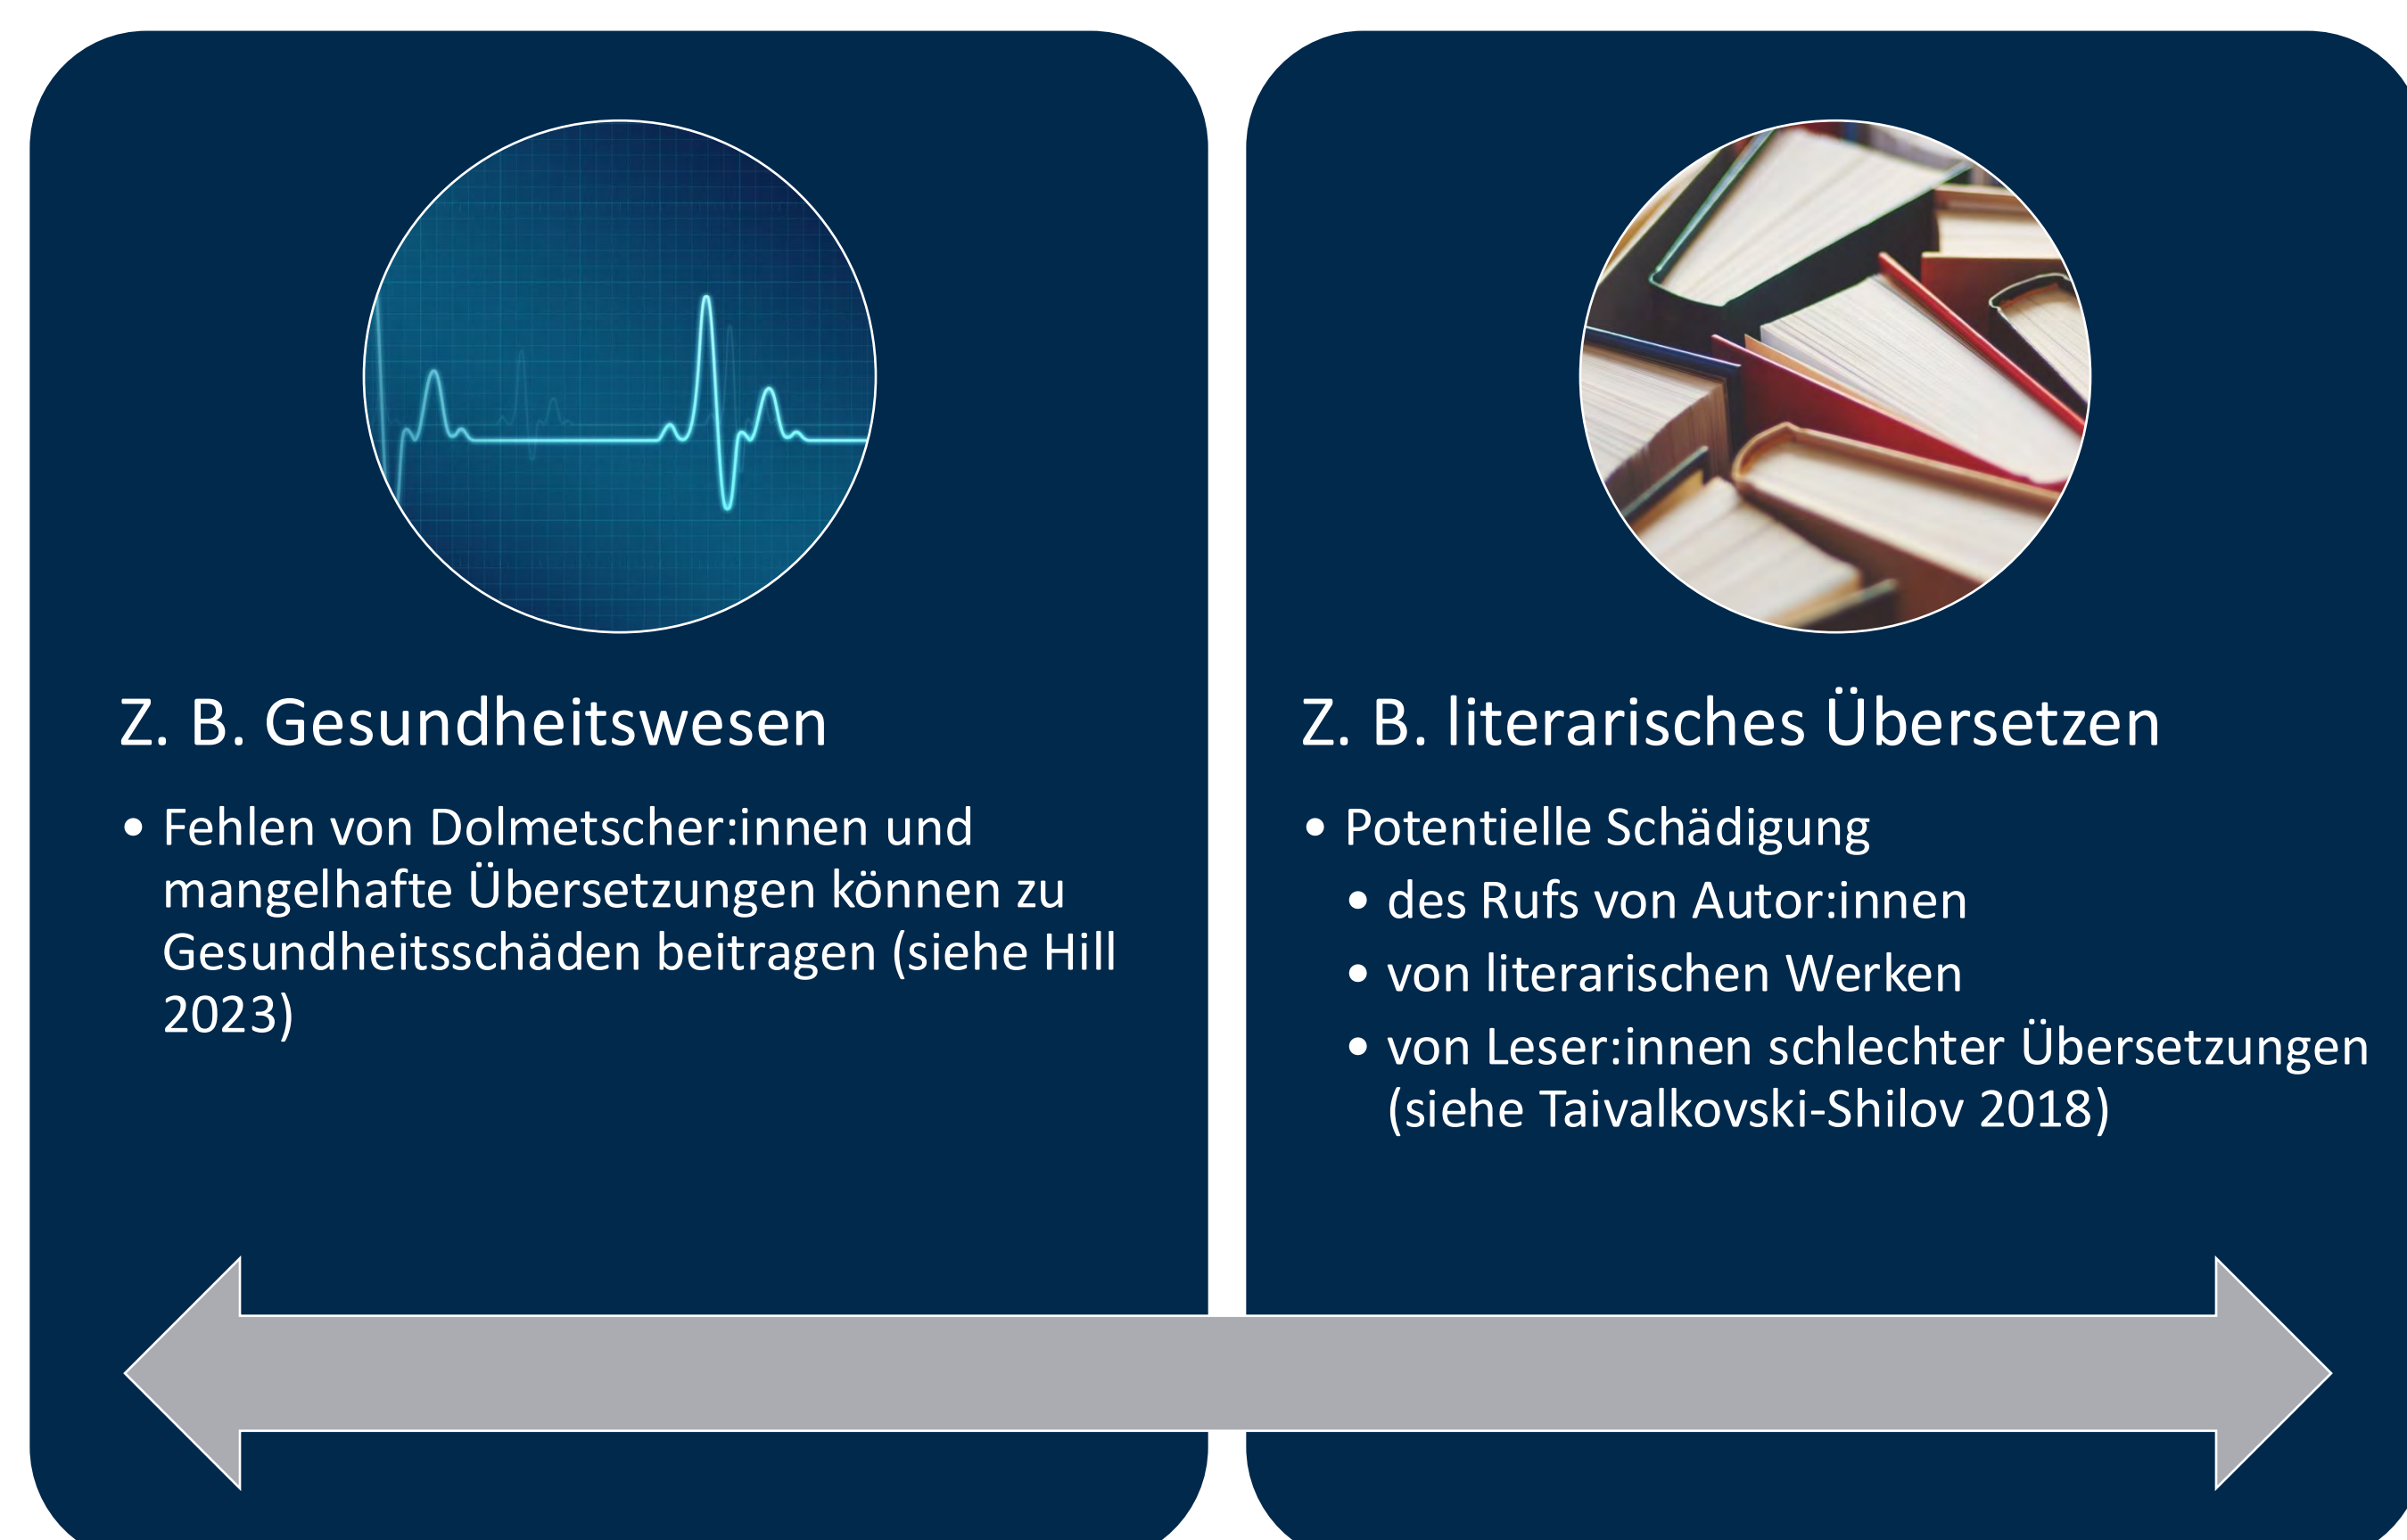 Z. B. Gesundheitswesen
• Fehlen von Dolmetscher:innen und
mangelhafte Übersetzungen können zu
Gesundheitsschäden beitragen (siehe Hill
2023)
Z. B. literarisches Übersetzen
• Potentielle Schädigung
• des Rufs von Autor:innen
• von literarischen Werken
• von Leser:innen schlechter Übersetzungen
(siehe Taivalkovski-Shilov 2018)